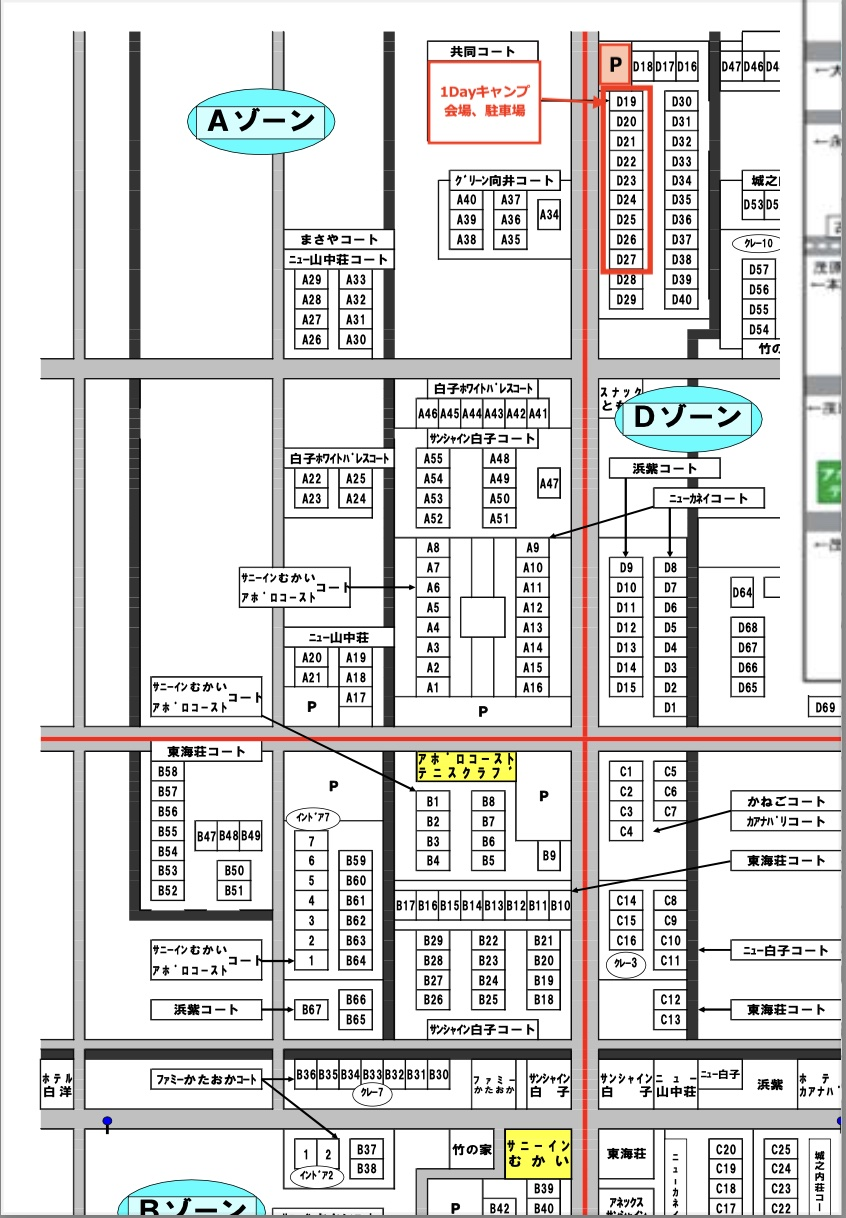 共同コート
P
D18 D17 D16
D47 D46 D4
1Dayキャンプ
会場、駐車場
Aゾーン
D19 D30
D20 D31
D21 D32
D22 D33
D23 D34
D24 D35
D25 D36
D26 D37
D27 D38
D28 D39
D29 D40
グリーン向井コート
A40 A37
A39 A36
A38 A35
A34
城之
D53 D5
クレー10
D57
D56
D55
D54
竹の
まさやコート
ニュー山中荘コート
A29 A33
A28 A32
A27 A31
A26 A30
白子ホワイトパレスコート
A46 A45 A44 A43 A42 A41
サンシャイン白子コート
スナック
とも
Dゾーン
白子ホワイトパレスコート
A22 A25
A23 A24
A55 A48
A54 A49
A53 A50
A52 A51
A47
浜紫コート
ニューカネイコート
A8 A9
A7 A10
A6 A11
A5 A12
A4 A13
A3 A14
A2 A15
A1 A16
P
サニーインむかい
アポロコースト
コート
D9 D8
D10 D7
D11 D6
D12 D5
D13 D4
D14 D3
D15 D2
D1
D64
D68
D67
D66
D65
D69
ニュー山中荘
A20 A19
A21 A18
A17
P
サニーインむかい
アポロコースト
コート
東海荘コート
B58
B57
B56
B55
B54
B53
B52
B47 B48 B49
B50
B51
P
インドア7
7
6 B59
5 B60
4 B61
3 B62
2 B63
1 B64
アポロコースト
テニスクラブ
B1 B8
B2 B7
B3 B6
B4 B5
P
B9
C1 C5
C2 C6
C3 C7
C4
かねごコート
カアナパリコート
東海荘コート
B17 B16 B15 B14 B13 B12 B11 B10
B29 B22 B21
B28 B23 B20
B27 B24 B19
B26 B25 B18
サンシャイン白子コート
C14 C8
C15 C9
C16 C10
クレー3
C11
C12
C13
ニュー白子コート
東海荘コート
サニーインむかい
アポロコースト
コート
浜紫コート
B67
B66
B65
ホテル
白洋
ファミーかたおかコート
B36 B35 B34 B33 B32 B31 B30
クレー7
ファミー
かたおか
サンシャイン
白 子
サンシャイン
白 子
ニュー
山中荘
ニュー白子
浜紫
ホテ
カアナパ
1 2
インドア2
B37
B38
竹の家
サニーイン
むかい
東海荘
アネックス
サンシャイン
ニューカネイ
C20 C25
C19 C24
C18 C23
C17 C22
城之内荘コー
Bゾーン
P
B42
B39
B40